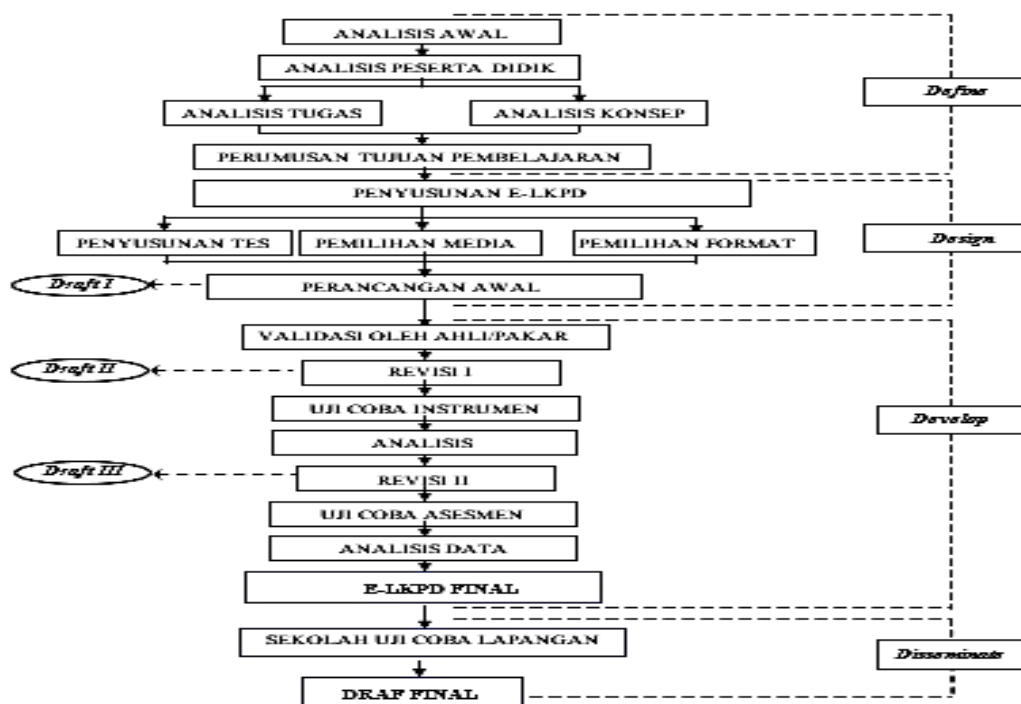 ANALISIS AWAL
ANALISIS PESERTA DIDIK
Define
ANALISIS TUGAS
ANALISIS KONSEP
PERUMUSAN TUJUAN PEMBELAJARAN
PENYUSUNAN E-LKPD
PENYUSUNAN TES
PEMILIHAN MEDIA
PEMILIHAN FORMAT
Design
Draft I
PERANCANGAN AWAL
VALIDASI OLEH AHLI/PAKAR
Draft II
REVISI I
UJI COBA INSTRUMEN
Develop
ANALISIS
Draft III
REVISI II
UJI COBA ASESMEN
ANALISIS DATA
E-LKPD FINAL
SEKOLAH UJI COBA LAPANGAN
Disseminate
DRAF FINAL